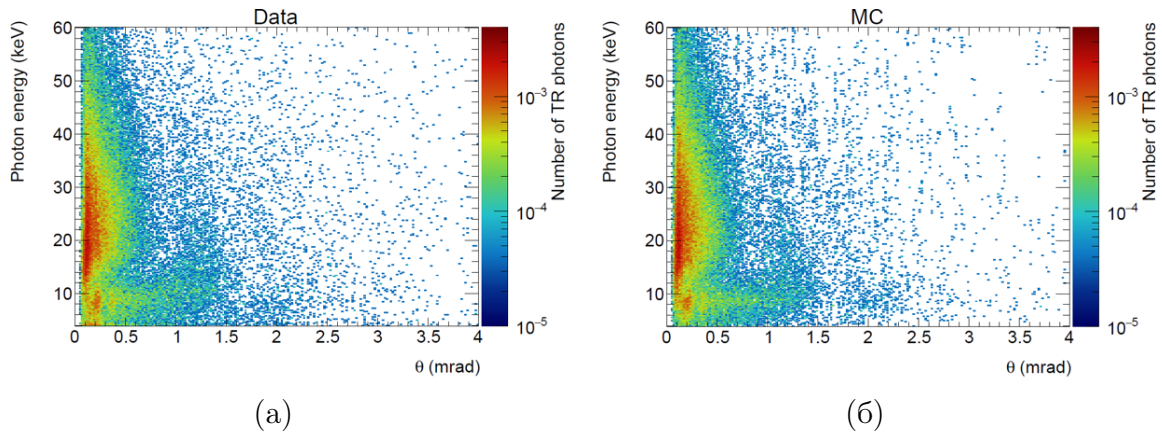 Data
Photon energy (keV)
60
50
40
30
20
10
0 0.5 1 1.5 2 2.5 3 3.5 4
θ (mrad)
10⁻³
10⁻⁴
10⁻⁵
Number of TR photons
(а)
MC
Photon energy (keV)
60
50
40
30
20
10
0 0.5 1 1.5 2 2.5 3 3.5 4
θ (mrad)
10⁻³
10⁻⁴
10⁻⁵
Number of TR photons
(б)